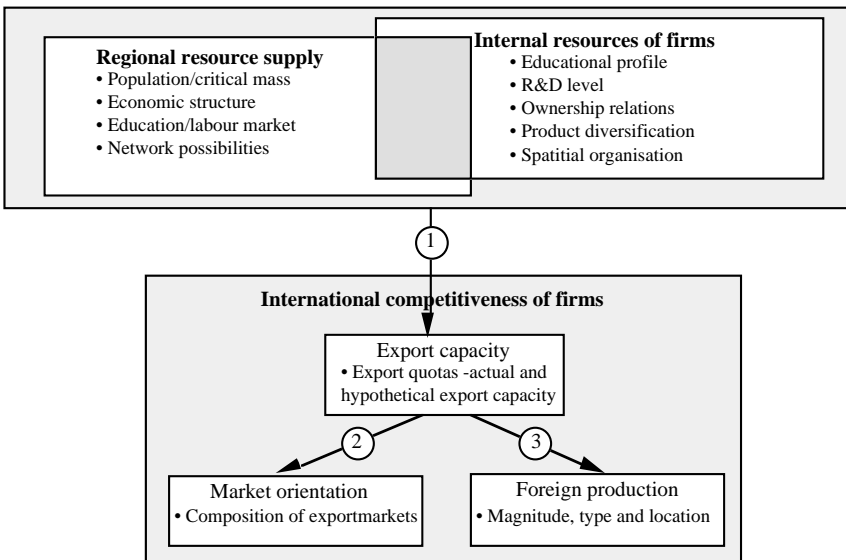 Regional resource supply
• Population/critical mass
• Economic structure
• Education/labour market
• Network possibilities
Internal resources of firms
• Educational profile
• R&D level
• Ownership relations
• Product diversification
• Spatitial organisation
1
International competitiveness of firms
Export capacity
• Export quotas -actual and
hypothetical export capacity
2
3
Market orientation
• Composition of exportmarkets
Foreign production
• Magnitude, type and location